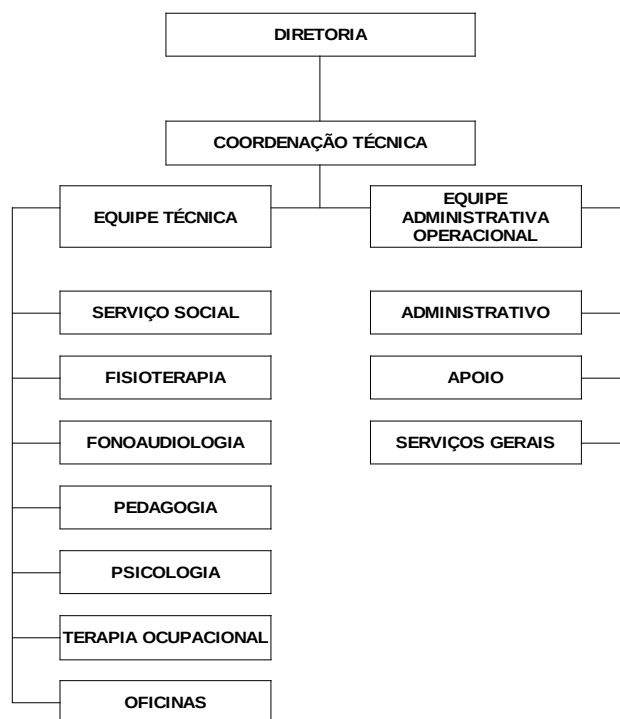 DIRETORIA
COORDENAÇÃO TÉCNICA
EQUIPE TÉCNICA
EQUIPE
ADMINISTRATIVA
OPERACIONAL
SERVIÇO SOCIAL
ADMINISTRATIVO
FISIOTERAPIA
APOIO
FONOAUDIOLOGIA
SERVIÇOS GERAIS
PEDAGOGIA
PSICOLOGIA
TERAPIA OCUPACIONAL
OFICINAS